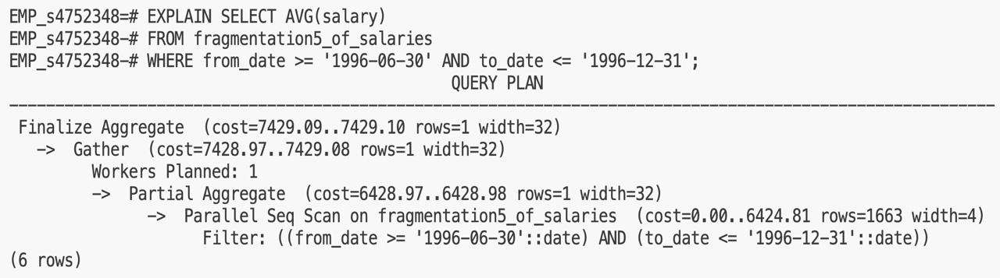 EMP_s4752348=# EXPLAIN SELECT AVG(salary)
EMP_s4752348-# FROM fragmentation5_of_salaries
EMP_s4752348-# WHERE from_date >= '1996-06-30' AND to_date <= '1996-12-31';
QUERY PLAN
-----------------------------------------------------------------------------------------------------------
Finalize Aggregate  (cost=7429.09..7429.10 rows=1 width=32)
  ->  Gather  (cost=7428.97..7429.08 rows=1 width=32)
        Workers Planned: 1
        ->  Partial Aggregate  (cost=6428.97..6428.98 rows=1 width=32)
              ->  Parallel Seq Scan on fragmentation5_of_salaries  (cost=0.00..6424.81 rows=1663 width=4)
                    Filter: ((from_date >= '1996-06-30'::date) AND (to_date <= '1996-12-31'::date))
(6 rows)